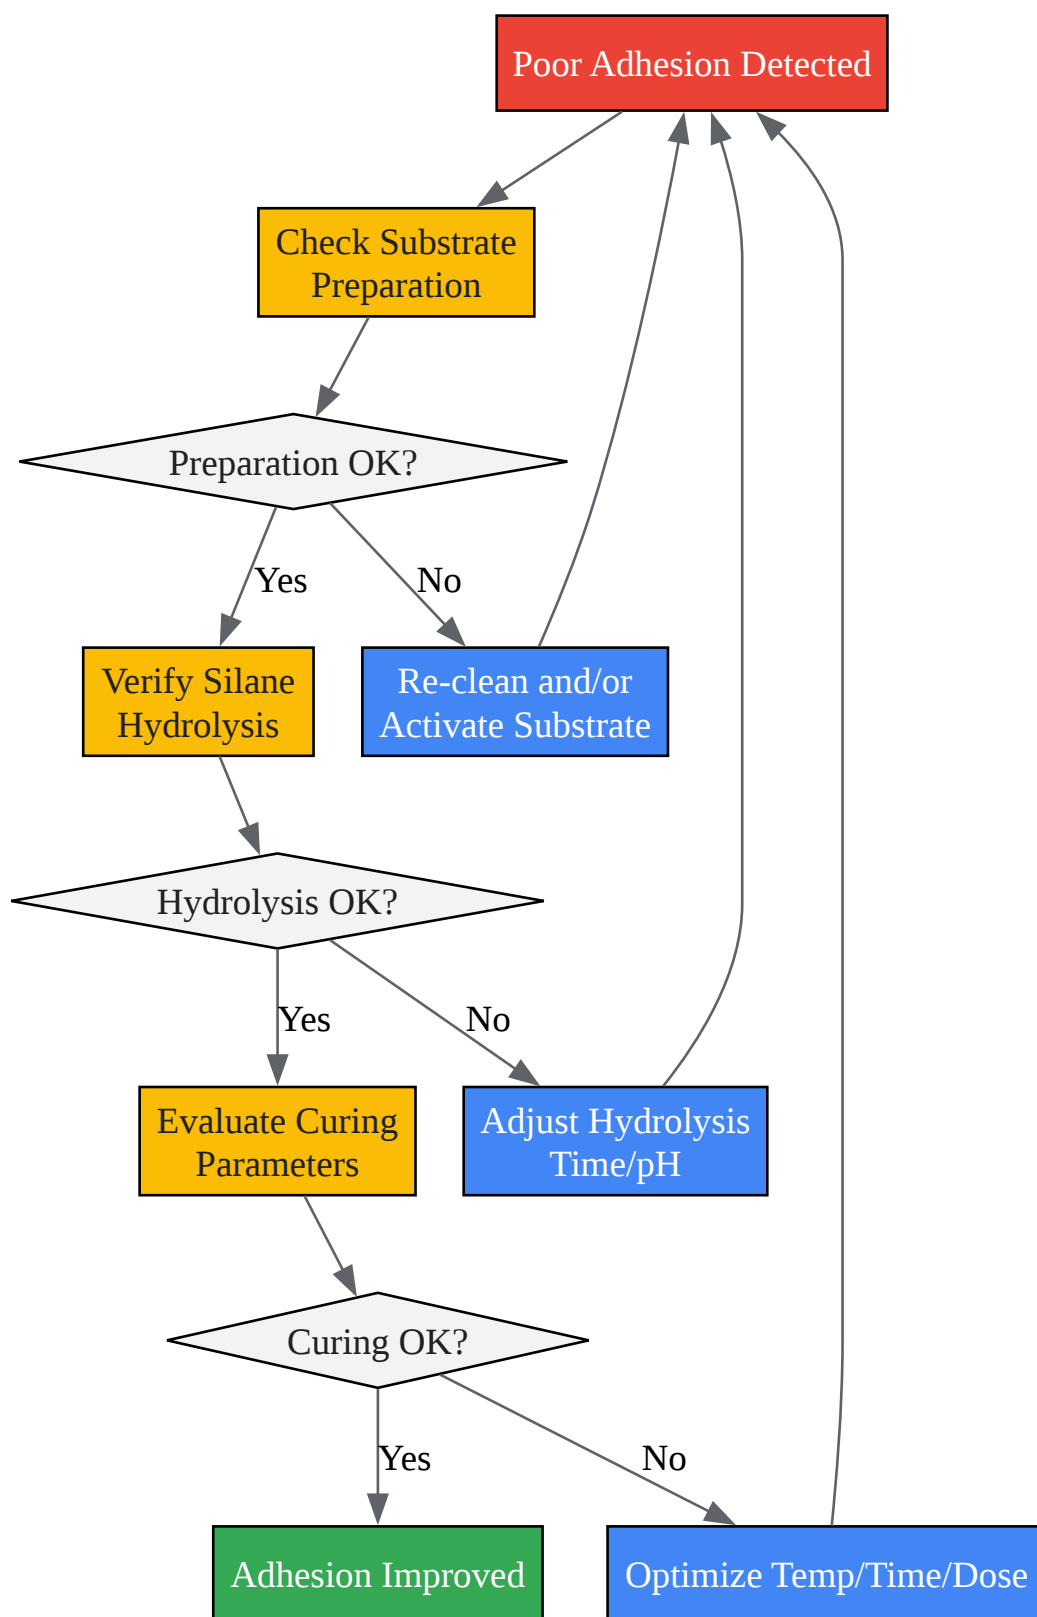 Poor Adhesion Detected
Check Substrate
Preparation
Preparation OK?
Yes
No
Verify Silane
Hydrolysis
Re-clean and/or
Activate Substrate
Hydrolysis OK?
Yes
No
Evaluate Curing
Parameters
Adjust Hydrolysis
Time/pH
Curing OK?
Yes
No
Adhesion Improved
Optimize Temp/Time/Dose